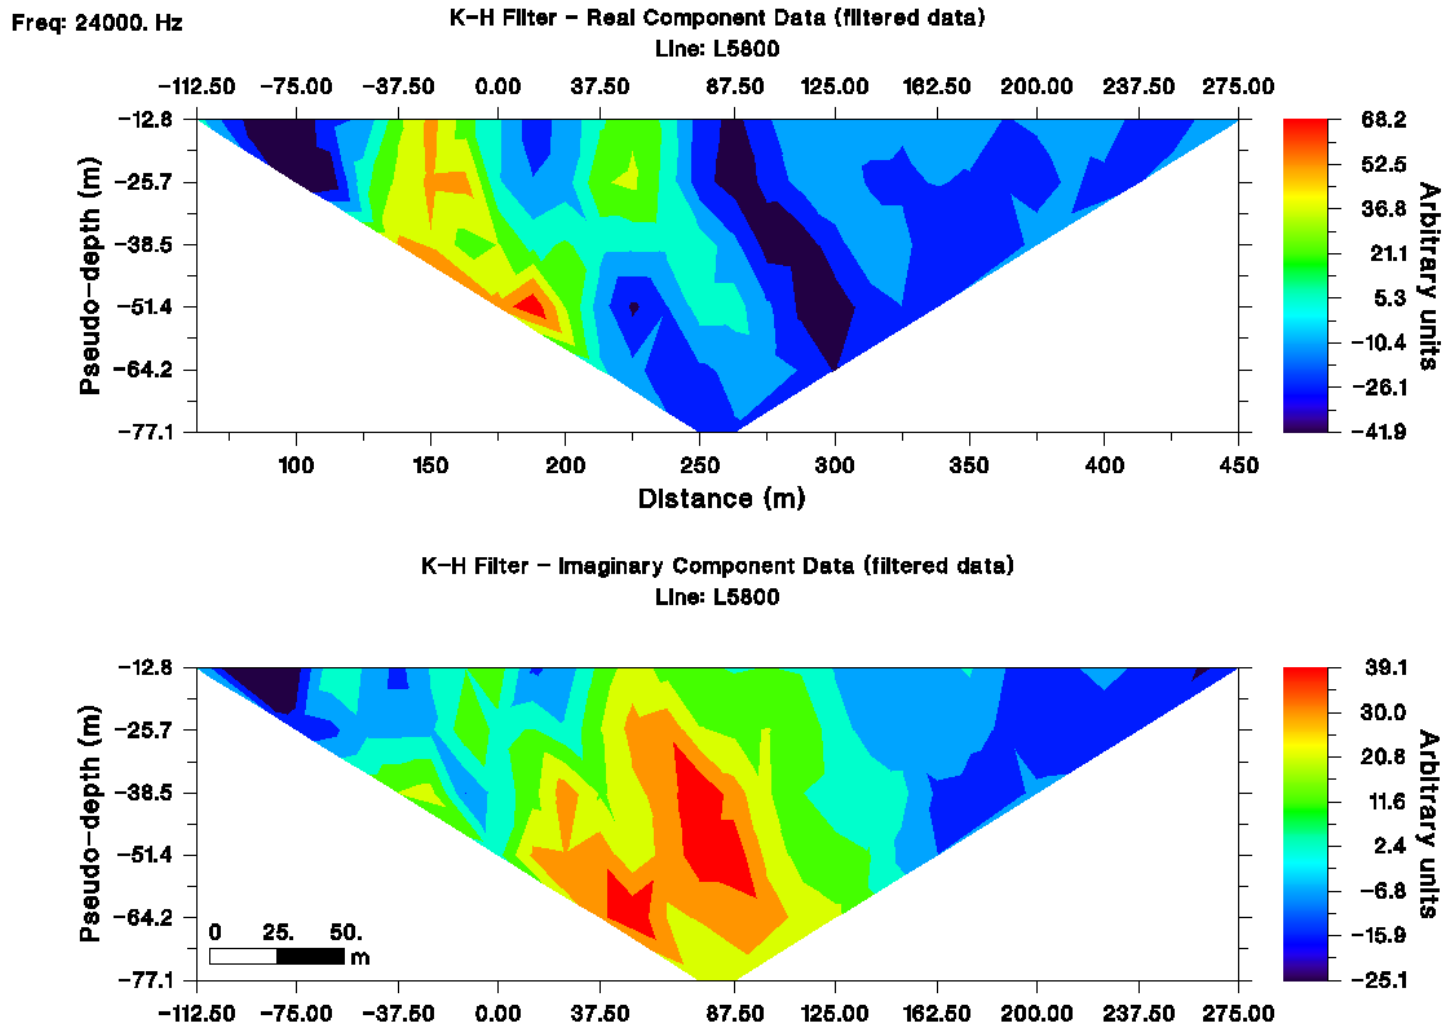 Freq: 24000. Hz
K-H Filter - Real Component Data (filtered data)
Line: L5800
-112.50 -75.00 -37.50 0.00 37.50 87.50 125.00 162.50 200.00 237.50 275.00
-12.8
-25.7
-38.5
-51.4
-64.2
-77.1
Pseudo-depth (m)
68.2
52.5
36.8
21.1
5.3
-10.4
-26.1
-41.9
Arbitrary units
100 150 200 250 300 350 400 450
Distance (m)
K-H Filter - Imaginary Component Data (filtered data)
Line: L5800
-12.8
-25.7
-38.5
-51.4
-64.2
-77.1
Pseudo-depth (m)
39.1
30.0
20.8
11.6
2.4
-6.8
-15.9
-25.1
Arbitrary units
0 25. 50.
m
-112.50 -75.00 -37.50 0.00 37.50 87.50 125.00 162.50 200.00 237.50 275.00